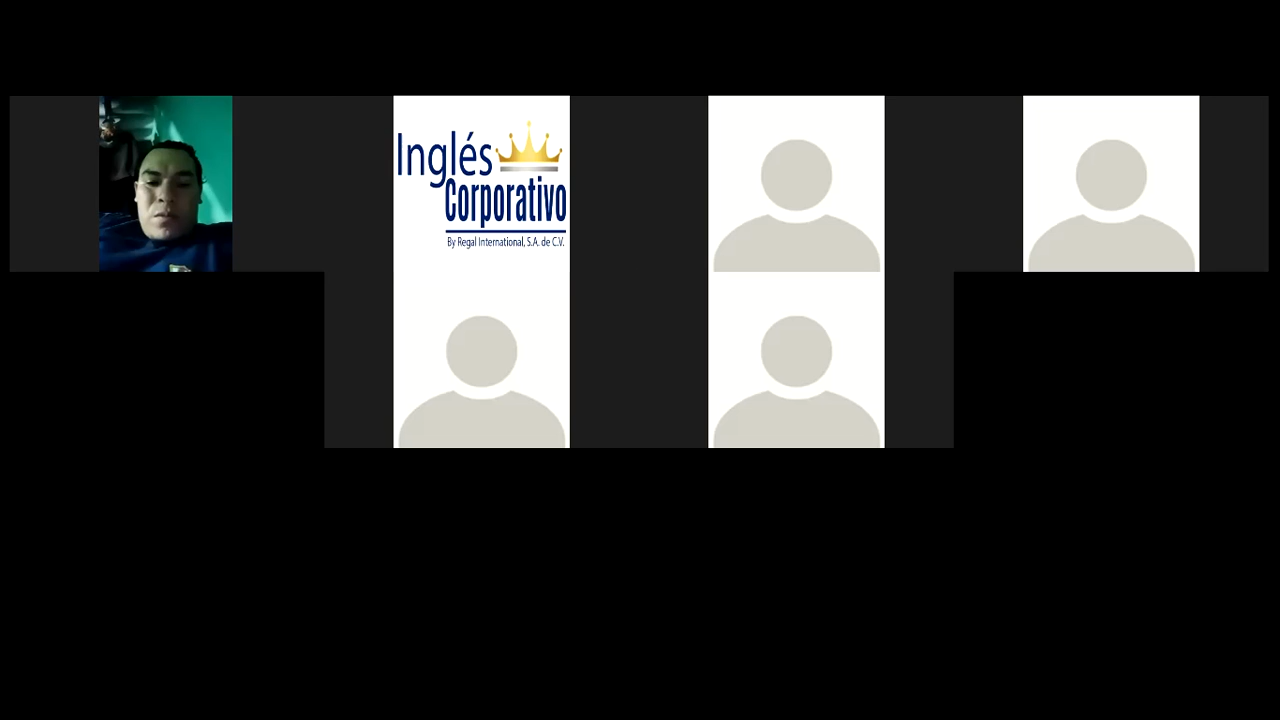 Inglés
Corporativo
By Regal International, S.A. de C.V.